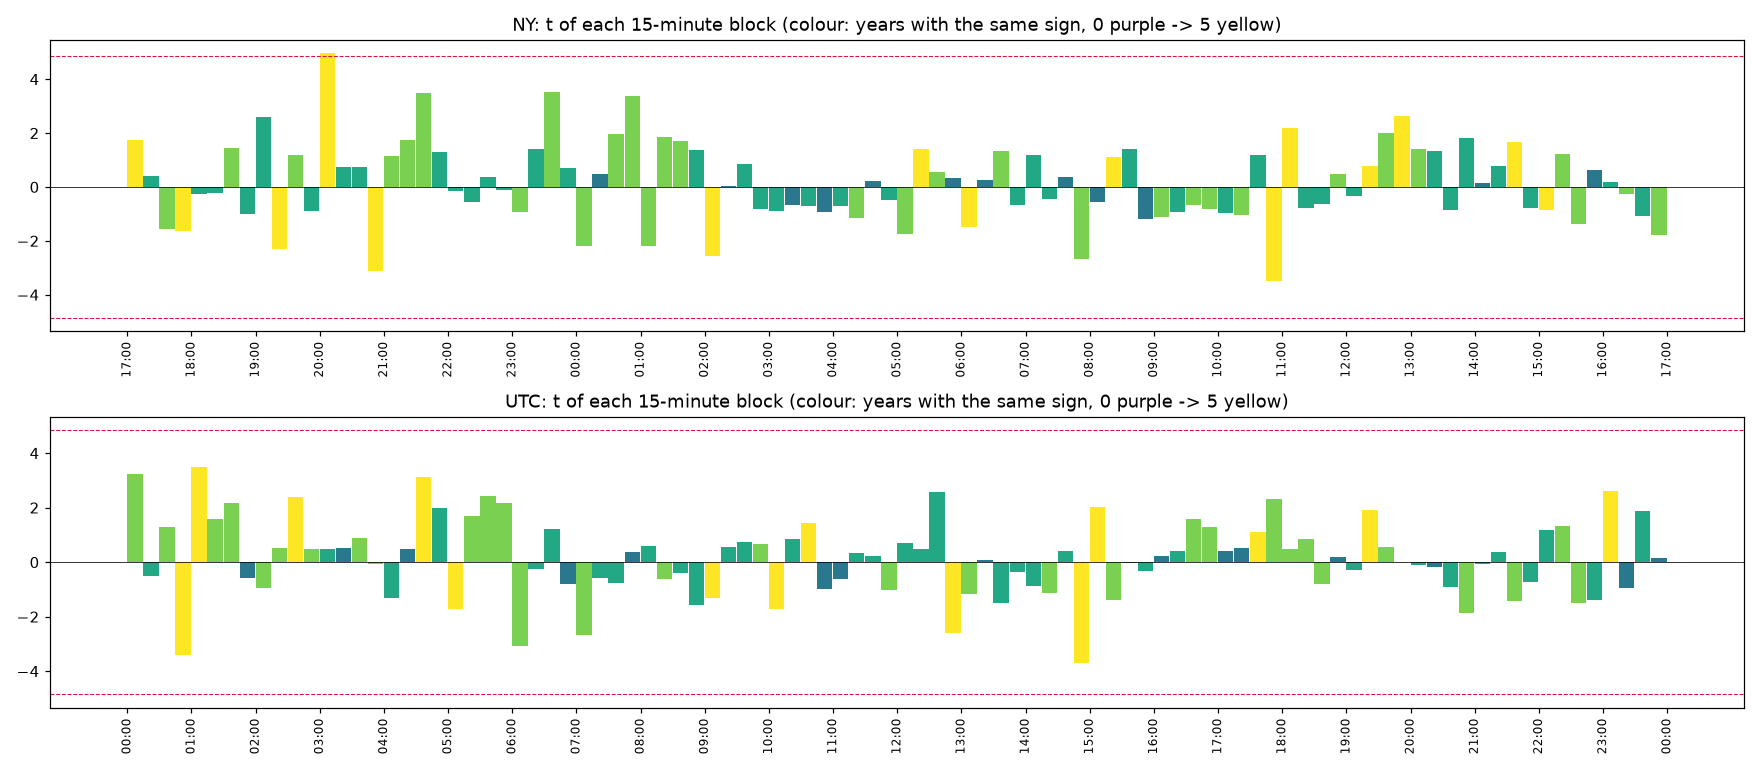 NY: t of each 15-minute block (colour: years with the same sign, 0 purple -> 5 yellow)
4
2
0
−2
−4
17:00 18:00 19:00 20:00 21:00 22:00 23:00 00:00 01:00 02:00 03:00 04:00 05:00 06:00 07:00 08:00 09:00 10:00 11:00 12:00 13:00 14:00 15:00 16:00 17:00
UTC: t of each 15-minute block (colour: years with the same sign, 0 purple -> 5 yellow)
4
2
0
−2
−4
00:00 01:00 02:00 03:00 04:00 05:00 06:00 07:00 08:00 09:00 10:00 11:00 12:00 13:00 14:00 15:00 16:00 17:00 18:00 19:00 20:00 21:00 22:00 23:00 00:00